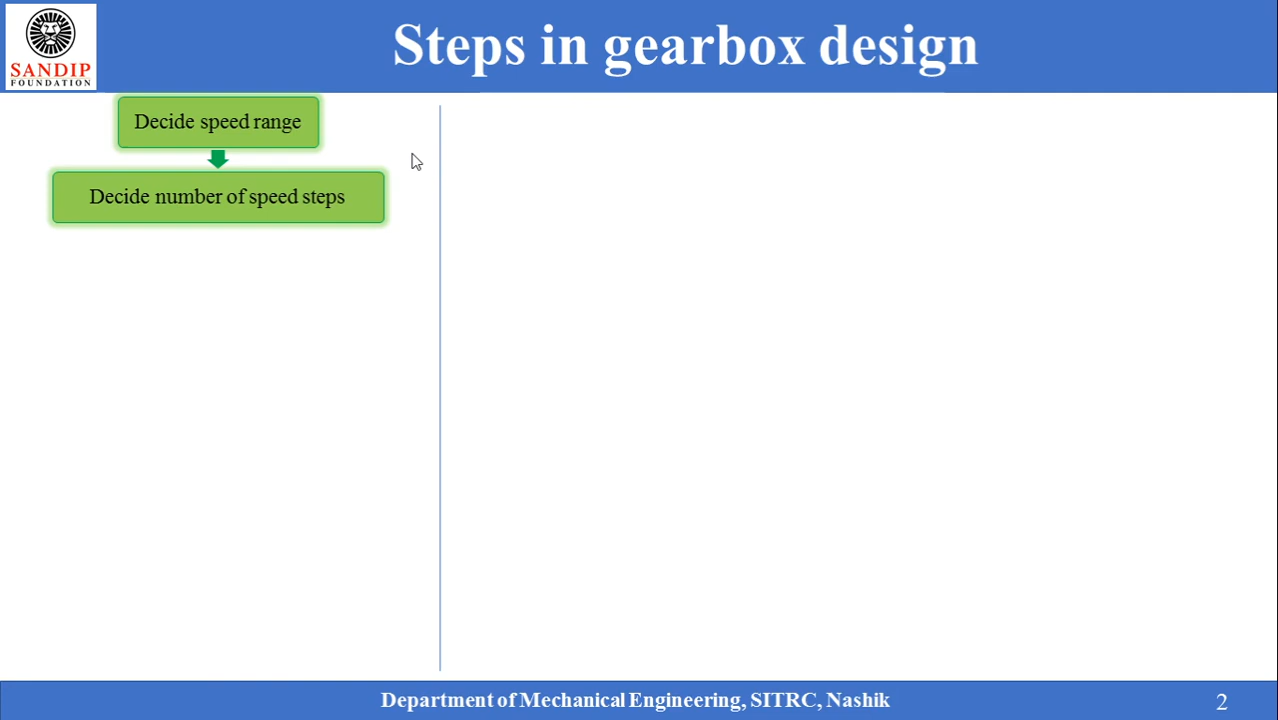 SANDIP
FOUNDATION
Steps in gearbox design
Decide speed range
Decide number of speed steps
Department of Mechanical Engineering, SITRC, Nashik
2